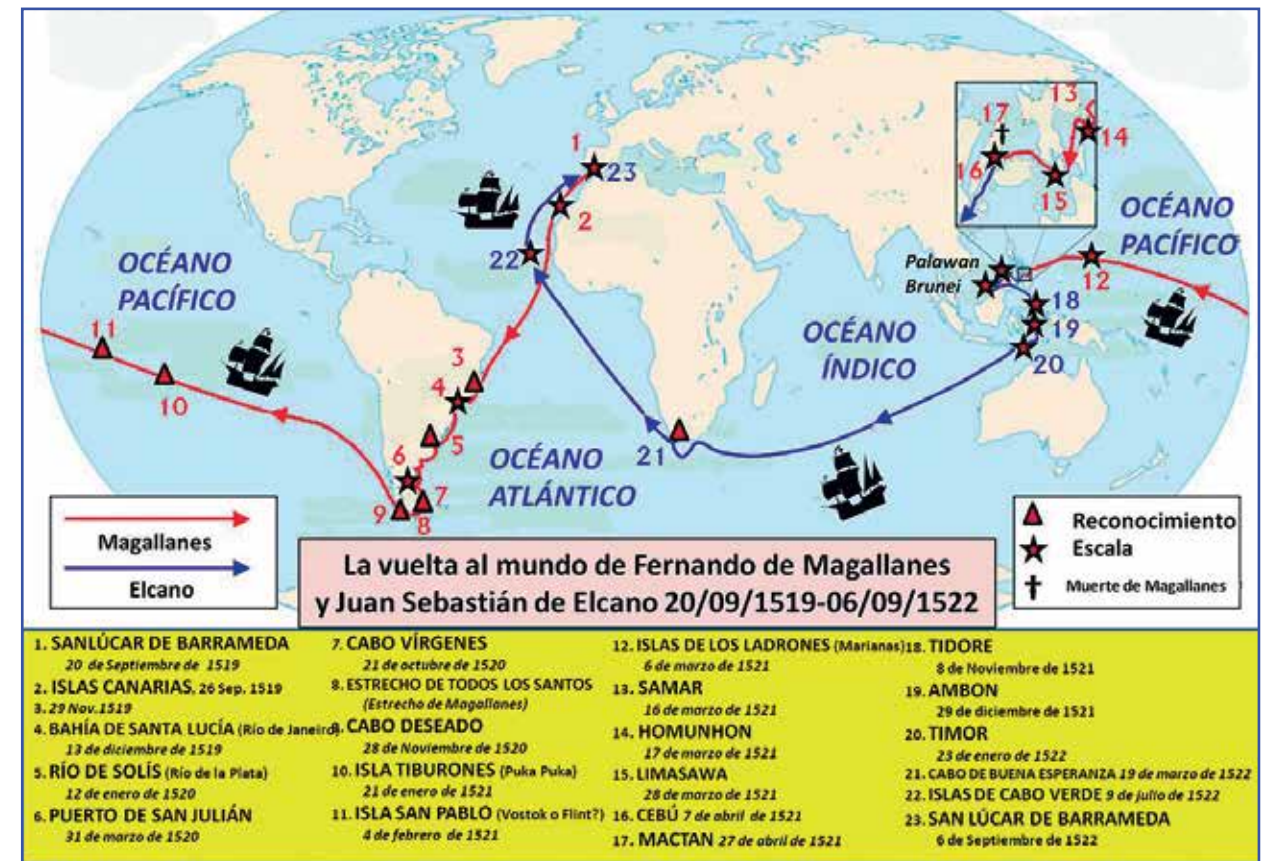 1
23
2
22
OCÉANO
PACÍFICO
11
10
3
4
5
6
7
8
9
OCÉANO
ATLÁNTICO
21
OCÉANO
ÍNDICO
Palawan
Brunei
18
19
20
12
OCÉANO
PACÍFICO
13
17
14
16
15
Magallanes
Elcano
La vuelta al mundo de Fernando de Magallanes
y Juan Sebastián de Elcano 20/09/1519-06/09/1522
Reconocimiento
Escala
Muerte de Magallanes
1. SANLÚCAR DE BARRAMEDA
20 de Septiembre de 1519
2. ISLAS CANARIAS, 26 Sep. 1519
3. 29 Nov. 1519
4. BAHÍA DE SANTA LUCÍA (Río de Janeiro)
13 de diciembre de 1519
5. RÍO DE SOLÍS (Río de la Plata)
12 de enero de 1520
6. PUERTO DE SAN JULIÁN
31 de marzo de 1520
7. CABO VÍRGENES
21 de octubre de 1520
8. ESTRECHO DE TODOS LOS SANTOS
(Estrecho de Magallanes)
. CABO DESEADO
28 de Noviembre de 1520
10. ISLA TIBURONES (Puka Puka)
21 de enero de 1521
11. ISLA SAN PABLO (Vostok o Flint?)
4 de febrero de 1521
12. ISLAS DE LOS LADRONES (Marianas)
6 de marzo de 1521
13. SAMAR
16 de marzo de 1521
14. HOMUNHON
17 de marzo de 1521
15. LIMASAWA
28 de marzo de 1521
16. CEBÚ 7 de abril de 1521
17. MACTAN 27 de abril de 1521
18. TIDORE
8 de Noviembre de 1521
19. AMBON
29 de diciembre de 1521
20. TIMOR
23 de enero de 1522
21. CABO DE BUENA ESPERANZA 19 de marzo de 1522
22. ISLAS DE CABO VERDE 9 de julio de 1522
23. SAN LÚCAR DE BARRAMEDA
6 de Septiembre de 1522